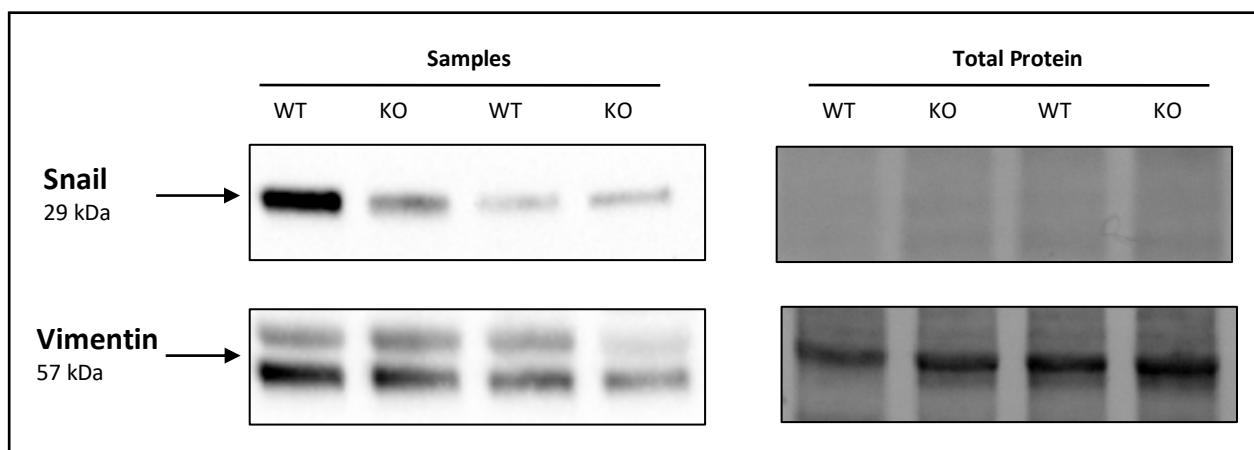 Samples
Total Protein
WT KO WT KO
WT KO WT KO
Snail
29 kDa
Vimentin
57 kDa